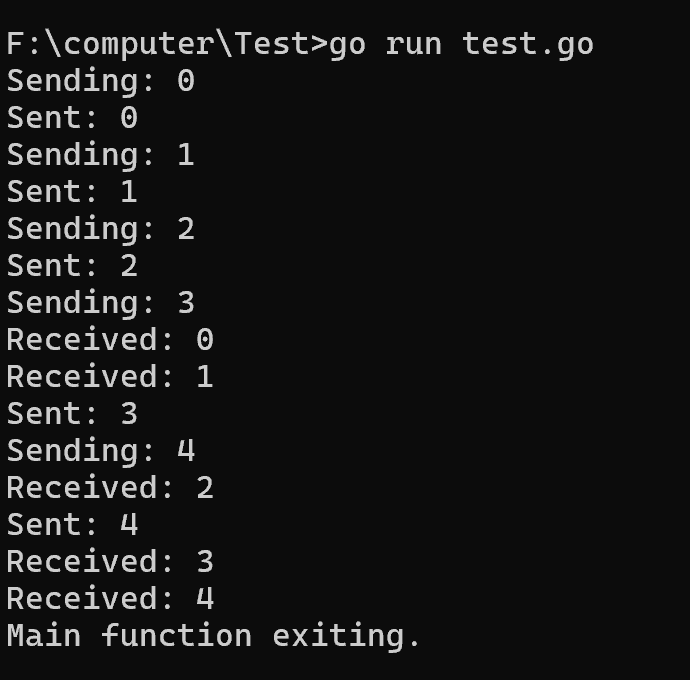 F:\computer\Test>go run test.go
Sending: 0
Sent: 0
Sending: 1
Sent: 1
Sending: 2
Sent: 2
Sending: 3
Received: 0
Received: 1
Sent: 3
Sending: 4
Received: 2
Sent: 4
Received: 3
Received: 4
Main function exiting.